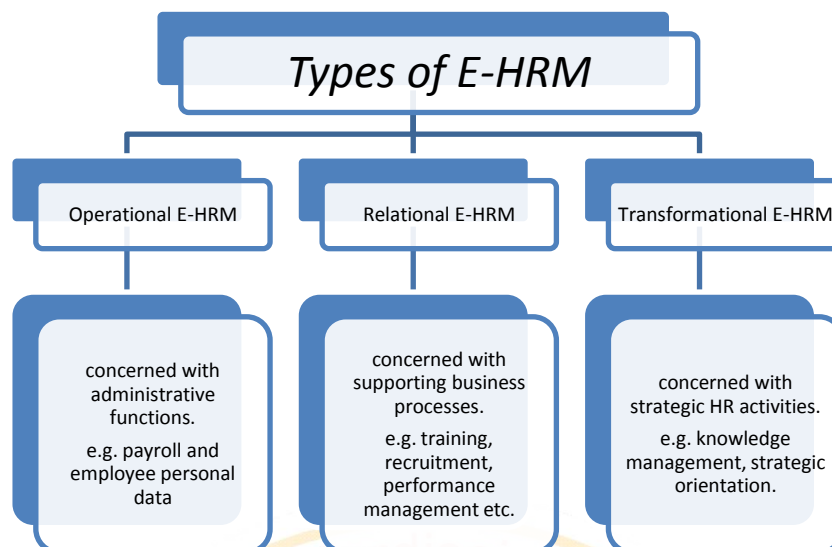 Types of E-HRM
Operational E-HRM
Relational E-HRM
Transformational E-HRM
concerned with
administrative
functions.
e.g. payroll and
employee personal
data
concerned with
supporting business
processes.
e.g. training,
recruitment,
performance
management etc.
concerned with
strategic HR activities.
e.g. knowledge
management, strategic
orientation.